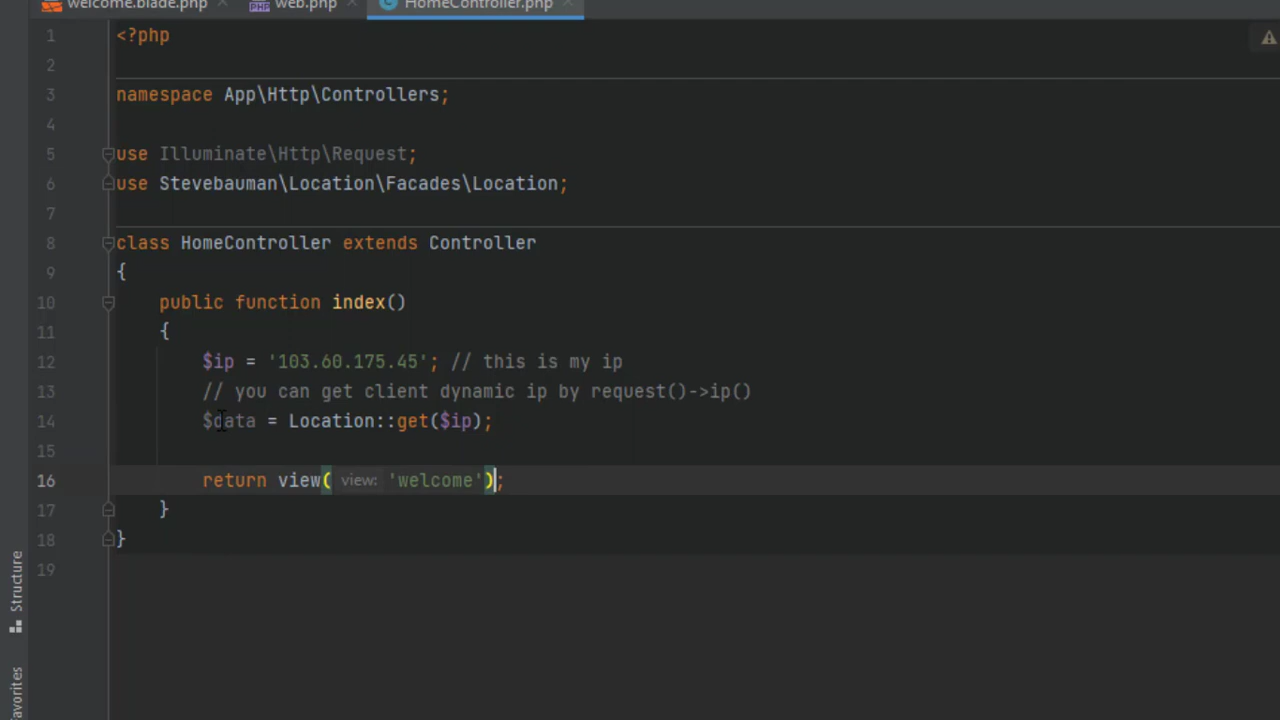 welcome.blade.php × web.php × HomeController.php ×
1 <?php
2
3 namespace App\Http\Controllers;
4
5 use Illuminate\Http\Request;
6 use Stevebauman\Location\Facades\Location;
7
8 class HomeController extends Controller
9 {
10 public function index()
11 {
12 $ip = '103.60.175.45'; // this is my ip
13 // you can get client dynamic ip by request()->ip()
14 $data = Location::get($ip);
15
16 return view( view: 'welcome');
17 }
18 }
19
Structure
avorites